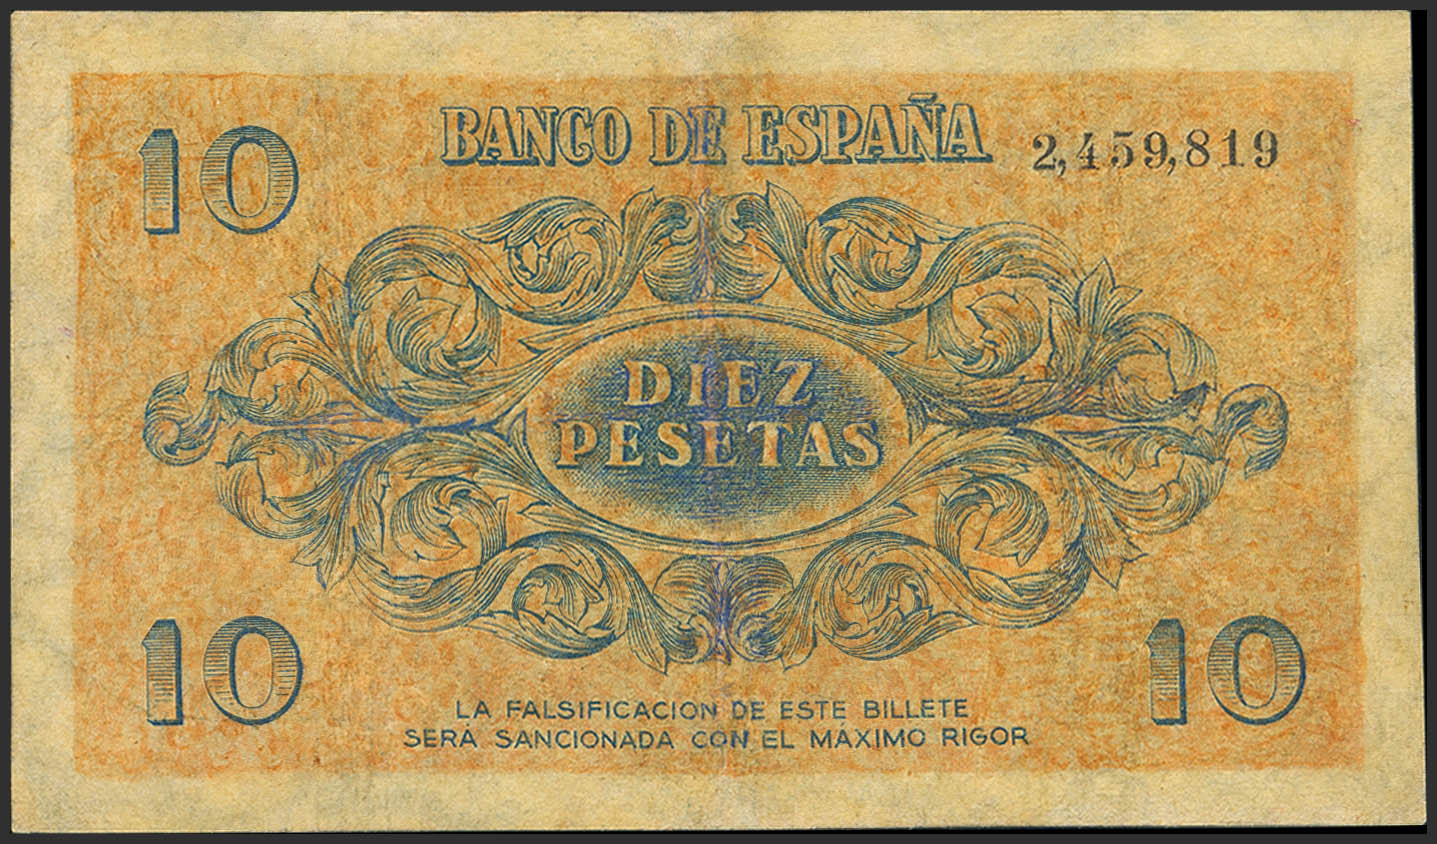 10
BANCO DE ESPAÑA
2,459,819
DIEZ
PESETAS
10
10
LA FALSIFICACION DE ESTE BILLETE
SERÁ SANCIONADA CON EL MAXIMO RIGOR